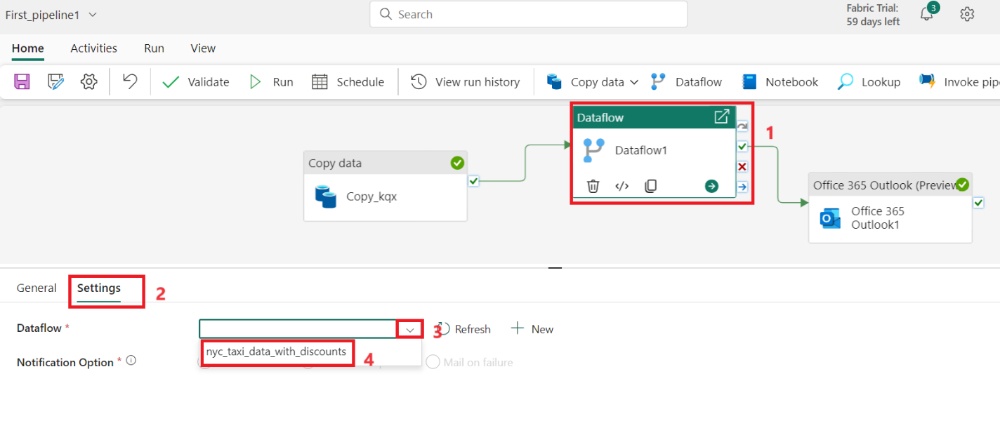 First_pipeline1
Search
Fabric Trial:
59 days left
3
Home Activities Run View
Validate Run Schedule View run history Copy data Dataflow Notebook Lookup Invoke pip
Dataflow
1
Dataflow1
Copy data
Copy_kqx
Office 365 Outlook (Preview
Office 365
Outlook1
General Settings 2
Dataflow * 3 Refresh New
nyc_taxi_data_with_discounts 4
Notification Option * Mail on failure